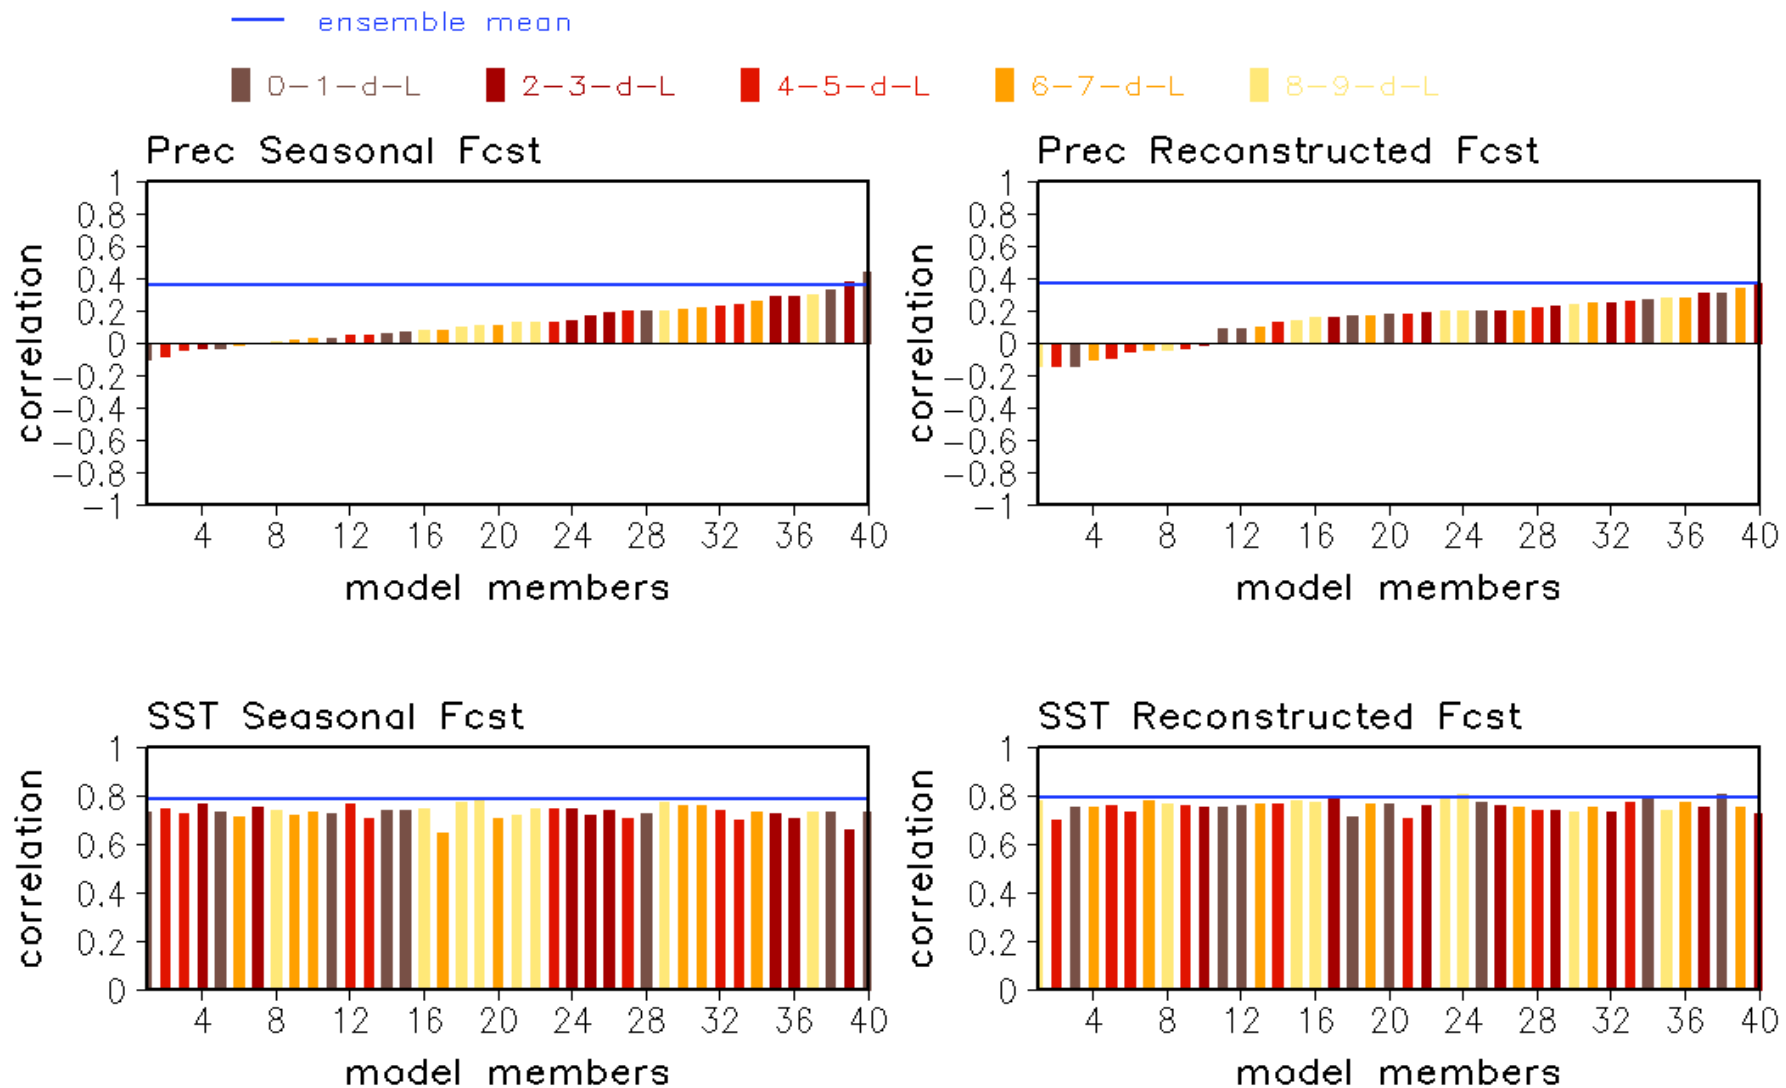 ensemble mean
0-1-d-L 2-3-d-L 4-5-d-L 6-7-d-L 8-9-d-L
Prec Seasonal Fcst
1
0.8
0.6
0.4
0.2
0
-0.2
-0.4
-0.6
-0.8
-1
correlation
4 8 12 16 20 24 28 32 36 40
model members
Prec Reconstructed Fcst
1
0.8
0.6
0.4
0.2
0
-0.2
-0.4
-0.6
-0.8
-1
correlation
4 8 12 16 20 24 28 32 36 40
model members
SST Seasonal Fcst
1
0.8
0.6
0.4
0.2
0
correlation
4 8 12 16 20 24 28 32 36 40
model members
SST Reconstructed Fcst
1
0.8
0.6
0.4
0.2
0
correlation
4 8 12 16 20 24 28 32 36 40
model members